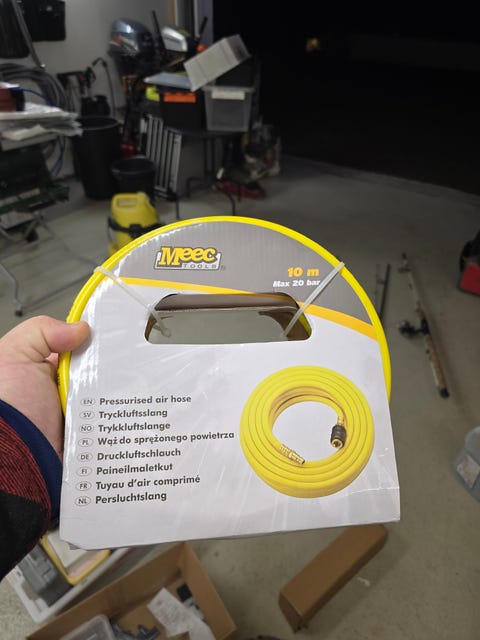 Meec
TOOLS®
10 m
Max 20 bar
EN Pressurised air hose
SV Tryckluftsslang
NO Trykkluftslange
PL Wąż do sprężonego powietrza
DE Druckluftschlauch
FI Paineilmaletkut
FR Tuyau d'air comprimé
NL Persluchtslang